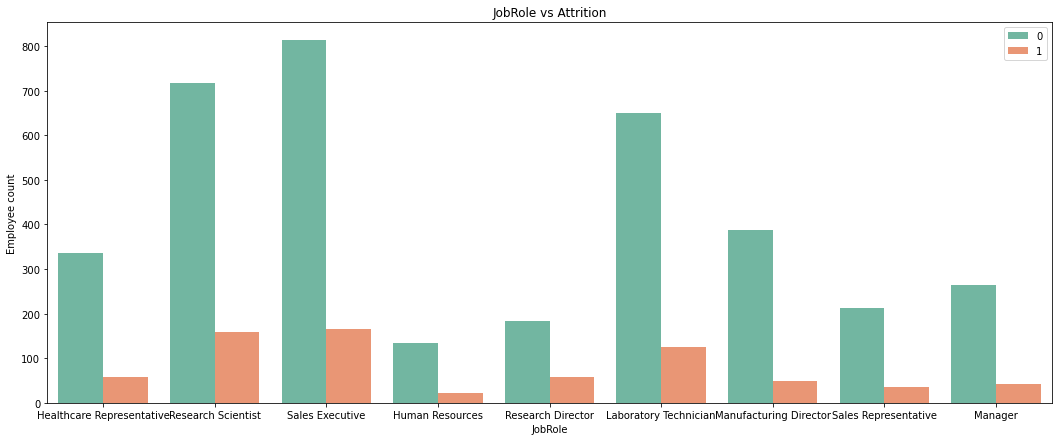 JobRole vs Attrition
0
1
800
700
600
500
400
300
200
100
0
Employee count
Healthcare Representative Research Scientist Sales Executive Human Resources Research Director Laboratory Technician Manufacturing Director Sales Representative Manager
JobRole